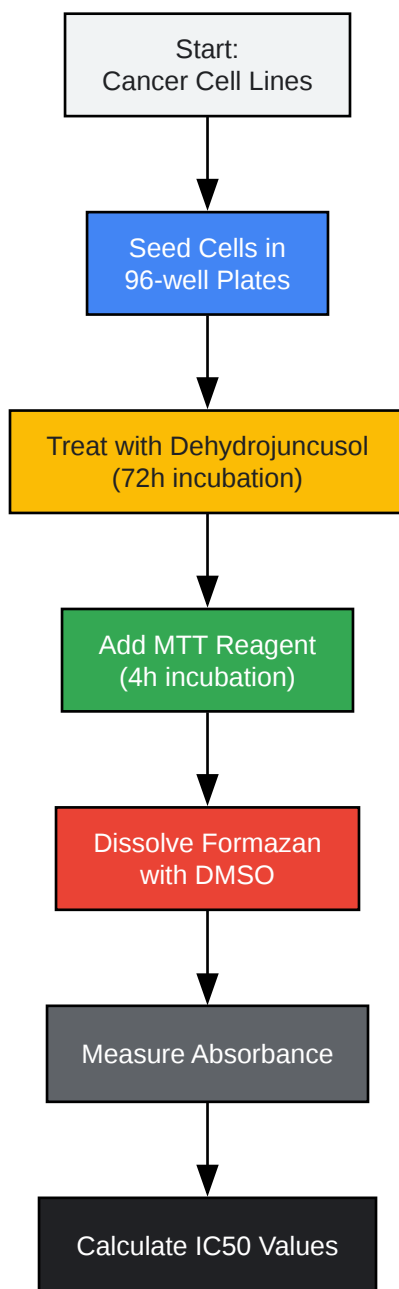 Start:
Cancer Cell Lines
Seed Cells in
96-well Plates
Treat with Dehydrojuncusol
(72h incubation)
Add MTT Reagent
(4h incubation)
Dissolve Formazan
with DMSO
Measure Absorbance
Calculate IC50 Values